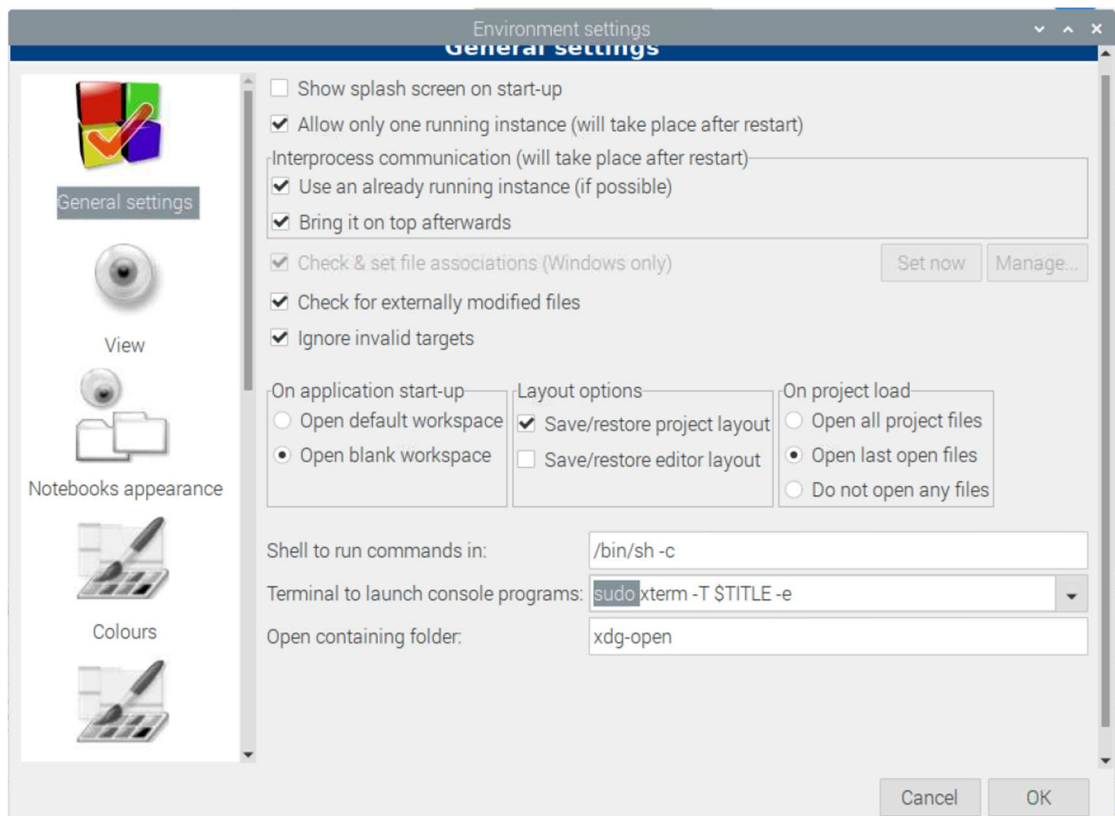 Environment settings
General settings
General settings
View
Notebooks appearance
Colours
Show splash screen on start-up
Allow only one running instance (will take place after restart)
Interprocess communication (will take place after restart)
Use an already running instance (if possible)
Bring it on top afterwards
Check & set file associations (Windows only)
Set now
Manage...
Check for externally modified files
Ignore invalid targets
On application start-up
Open default workspace
Open blank workspace
Layout options
Save/restore project layout
Save/restore editor layout
On project load
Open all project files
Open last open files
Do not open any files
Shell to run commands in:
/bin/sh -c
Terminal to launch console programs:
sudo xterm -T $TITLE -e
Open containing folder:
xdg-open
Cancel
OK